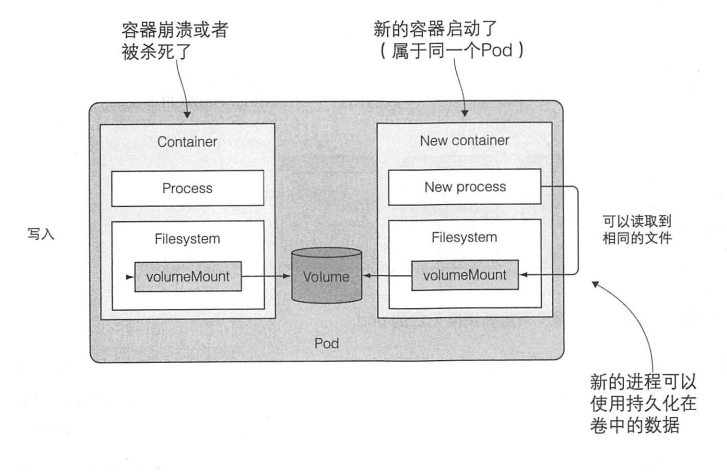 容器崩溃或者
被杀死了
新的容器启动了
（属于同一个Pod）
Container
New container
Process
New process
写入
Filesystem
Filesystem
可以读取到
相同的文件
volumeMount
Volume
volumeMount
Pod
新的进程可以
使用持久化在
卷中的数据